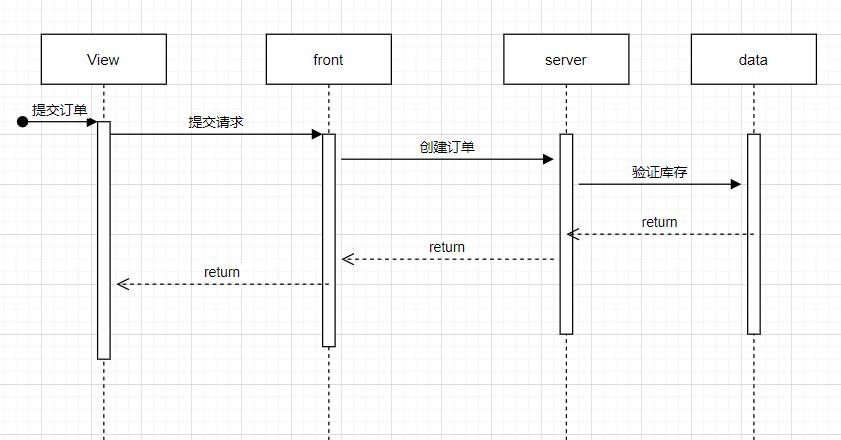 View
front
server
data
提交订单
提交请求
创建订单
验证库存
return
return
return